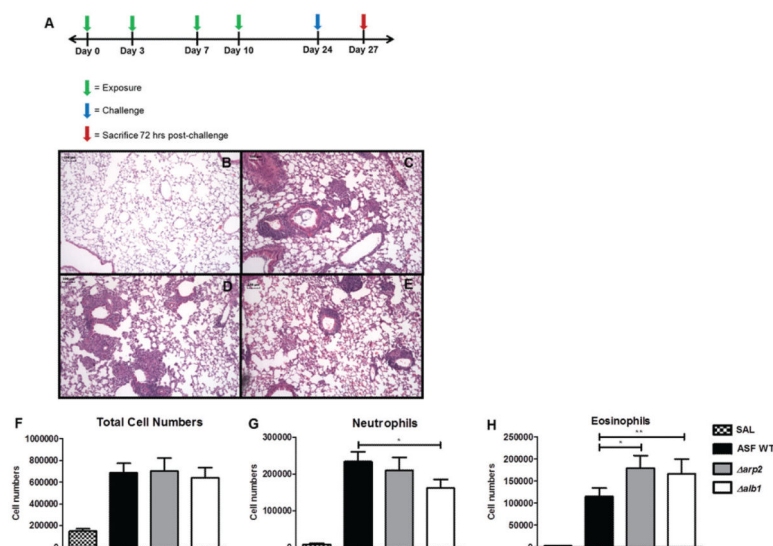 A
Day 0 Day 3 Day 7 Day 10 Day 24 Day 27
= Exposure
= Challenge
= Sacrifice 72 hrs post-challenge
B
C
D
E
F Total Cell Numbers
Cell numbers
1000000
800000
600000
400000
200000
0
G Neutrophils
Cell numbers
300000
200000
100000
0
*
H Eosinophils
Cell numbers
250000
200000
150000
100000
50000
0
**
*
SAL
ASF WT
Δarp2
Δalb1